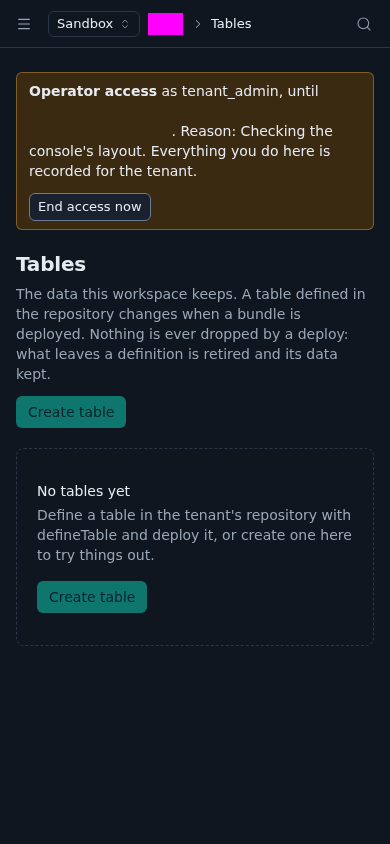 Sandbox
Tables
Operator access as tenant_admin, until
. Reason: Checking the
console's layout. Everything you do here is
recorded for the tenant.
End access now
Tables
The data this workspace keeps. A table defined in
the repository changes when a bundle is
deployed. Nothing is ever dropped by a deploy:
what leaves a definition is retired and its data
kept.
Create table
No tables yet
Define a table in the tenant's repository with
defineTable and deploy it, or create one here
to try things out.
Create table